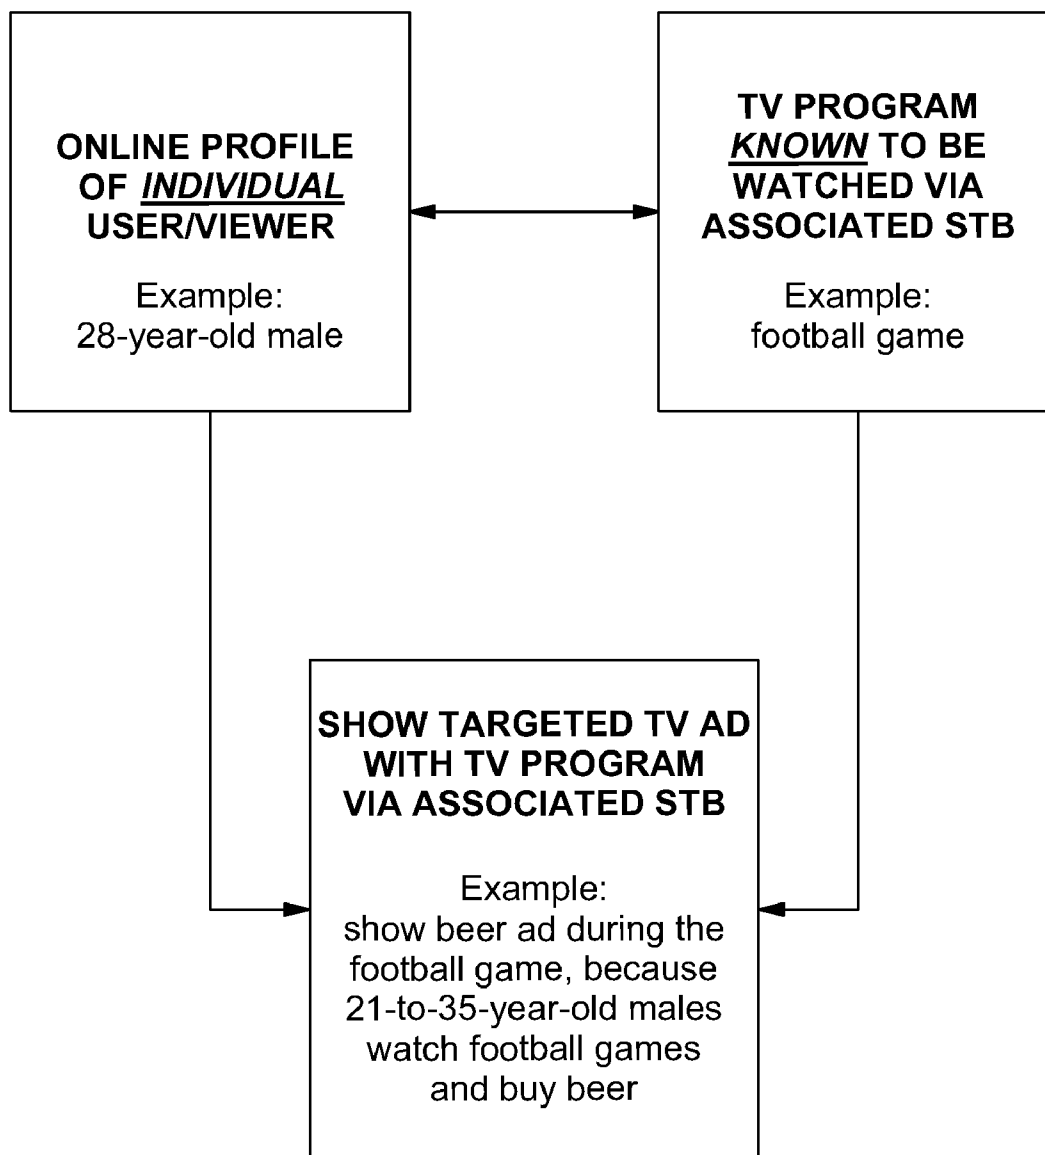 ONLINE PROFILE
OF INDIVIDUAL
USER/VIEWER
Example:
28-year-old male
TV PROGRAM
KNOWN TO BE
WATCHED VIA
ASSOCIATED STB
Example:
football game
SHOW TARGETED TV AD
WITH TV PROGRAM
VIA ASSOCIATED STB
Example:
show beer ad during the
football game, because
21-to-35-year-old males
watch football games
and buy beer